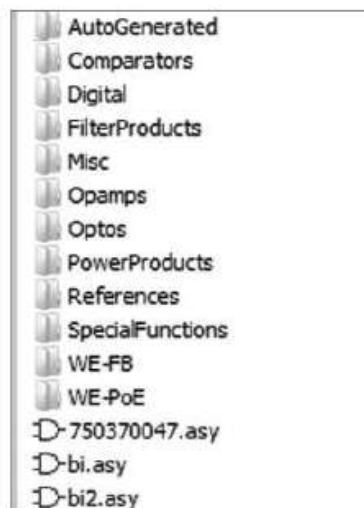 AutoGenerated
Comparators
Digital
FilterProducts
Misc
Opamps
Optos
PowerProducts
References
SpecialFunctions
WE-FB
WE-PoE
750370047.asy
bi.asy
bi2.asy